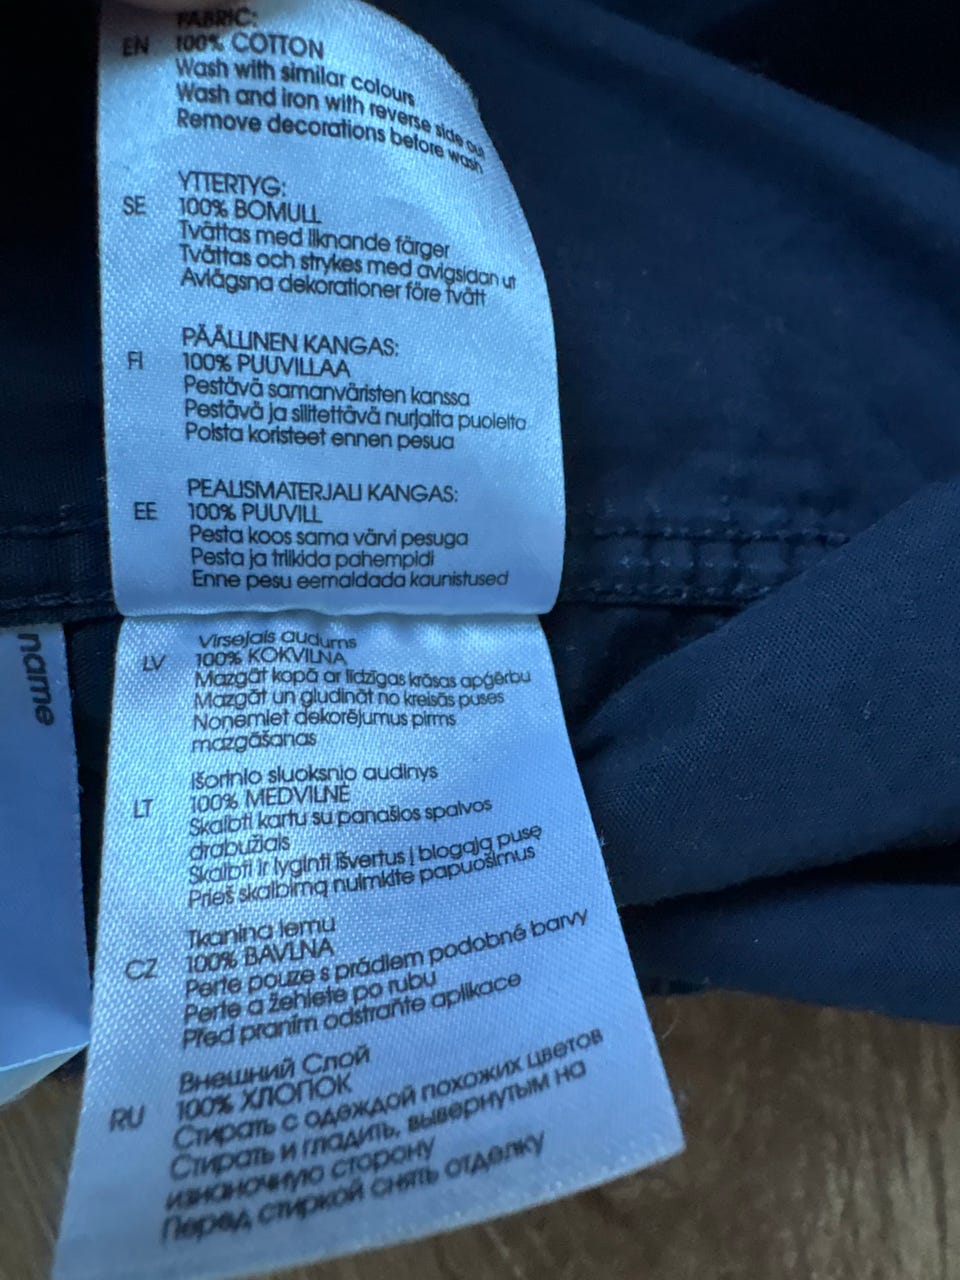 FABRIC:
EN 100% COTTON
Wash with similar colours
Wash and iron with reverse side out
Remove decorations before wash
YTTERTYG:
SE 100% BOMULL
Tvättas med liknande färger
Tvättas och strykes med avigsidan ut
Avlägsna dekorationer före tvätt
PÄÄLLINEN KANGAS:
FI 100% PUUVILLAA
Pestävä samanväristen kanssa
Pestävä ja silitettävä nurjalta puolelta
Poista koristeet ennen pesua
PEALISMATERJALI KANGAS:
EE 100% PUUVILL
Pesta koos sama värvi pesuga
Pesta ja triikida pahempidi
Enne pesu eemaldada kaunistused
Virsejais audums
LV 100% KOKVILNA
Mazgāt kopā ar līdzīgas krāsas apģērbu
Mazgāt un gludināt no kreisās puses
Noņemiet dekorējumus pirms
mazgāšanas
Išorinio sluoksnio audinys
LT 100% MEDVILNĖ
Skalbti kartu su panašios spalvos
drabužiais
Skalbti ir lyginti išvertus į blogąją pusę
Prieš skalbimą nuimkite papuošimus
Tkanina lemu
CZ 100% BAVLNA
Perte pouze s prádlem podobné barvy
Perte a žehlete po rubu
Před praním odstraňte aplikace
Внешний Слой
RU 100% ХЛОПОК
Стирать с одеждой похожих цветов
Стирать и гладить, вывернутым на
изнаночную сторону
Перед стиркой снять отделку
name